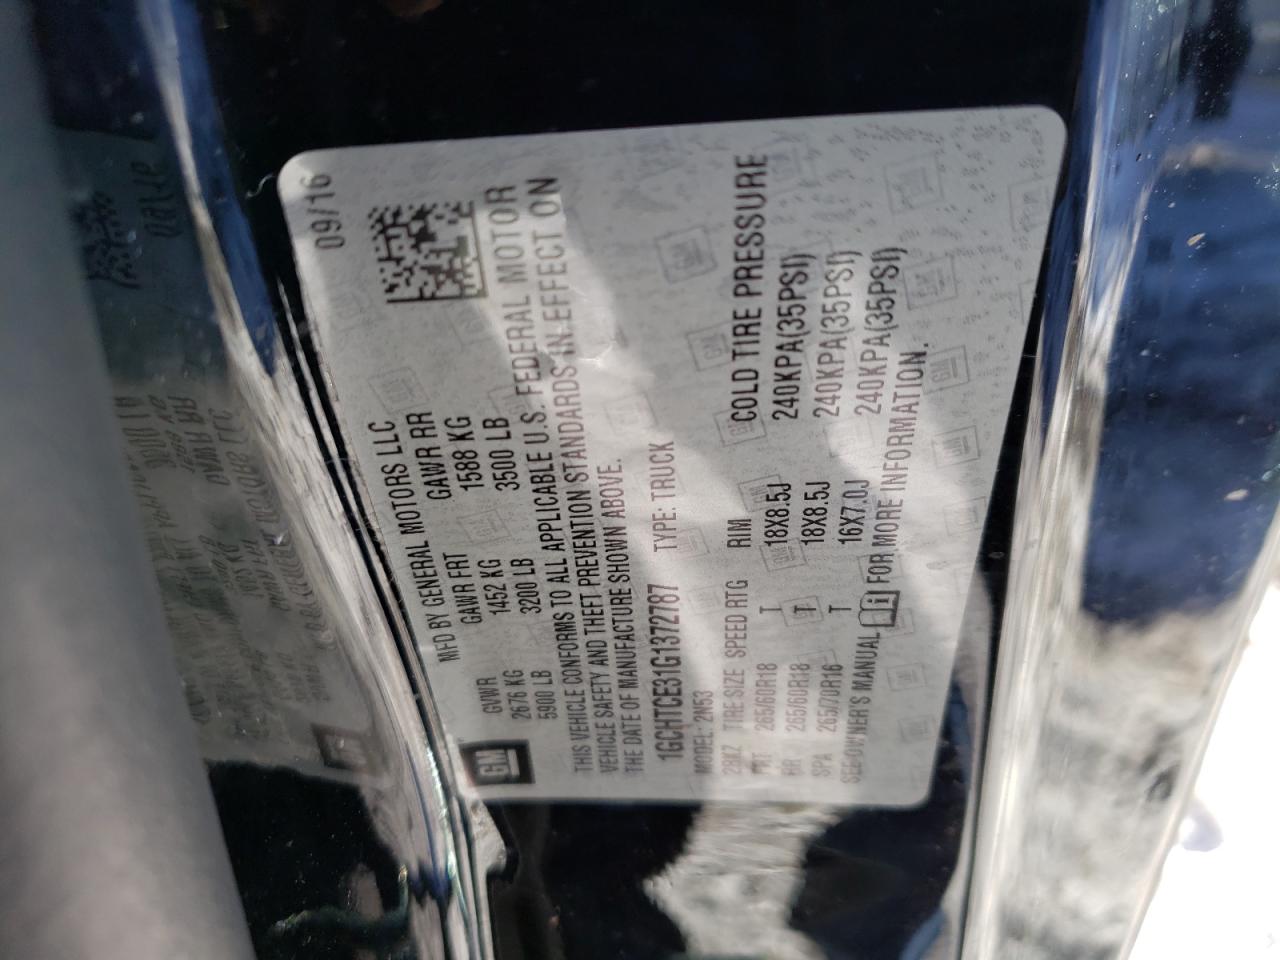 09/16
MFD BY GENERAL MOTORS LLC
GM
GVWR GAWR FRT GAWR RR
2676 KG 1452 KG 1588 KG
5900 LB 3200 LB 3500 LB
THIS VEHICLE CONFORMS TO ALL APPLICABLE U.S. FEDERAL MOTOR
VEHICLE SAFETY AND THEFT PREVENTION STANDARDS IN EFFECT ON
THE DATE OF MANUFACTURE SHOWN ABOVE.
1GCHTCE31G1372787 TYPE: TRUCK
MODEL: 2N53
TIRE SIZE SPEED RTG RIM COLD TIRE PRESSURE
FRT 265/60R18 T 18X8.5J 240KPA(35PSI)
RR 265/60R18 T 18X8.5J 240KPA(35PSI)
SPA 265/70R16 T 16X7.0J 240KPA(35PSI)
SEE OWNER'S MANUAL i FOR MORE INFORMATION.